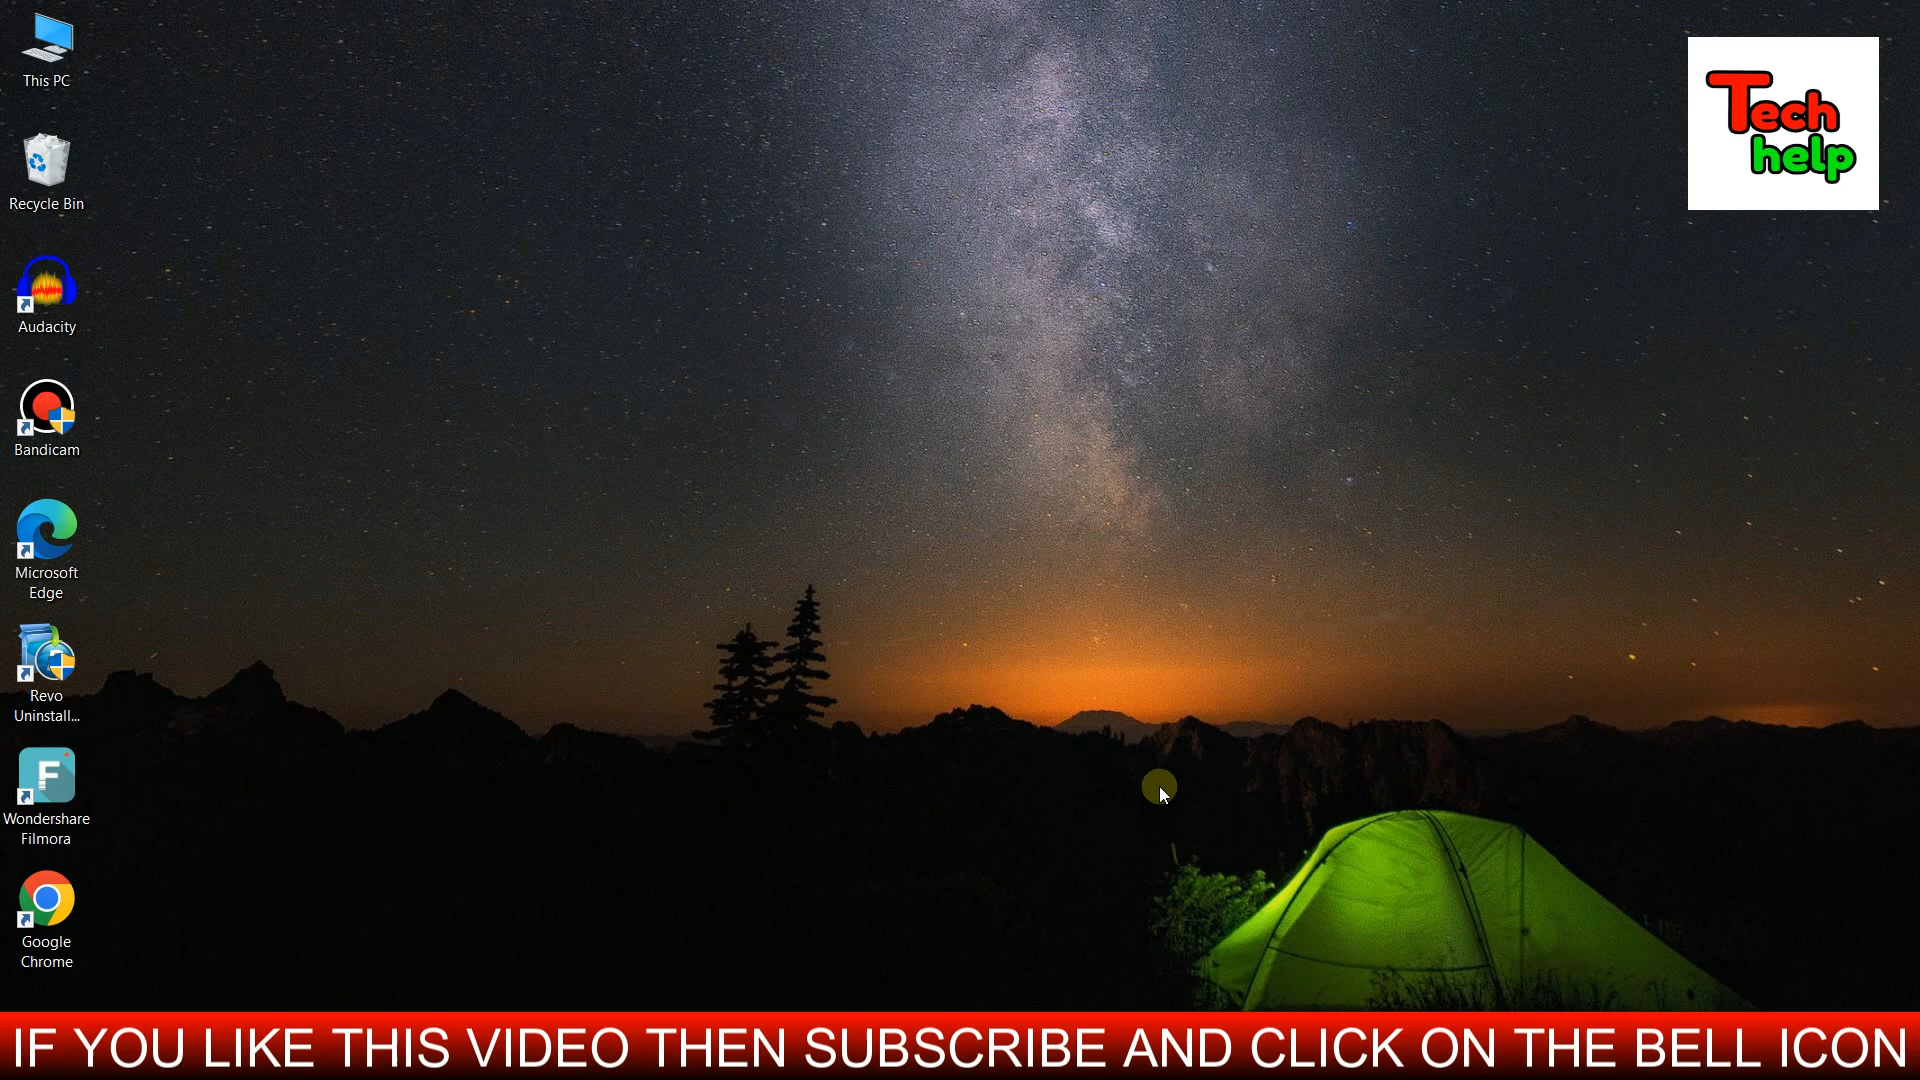 This PC
Recycle Bin
Audacity
Bandicam
Microsoft
Edge
Revo
Uninstall...
Wondershare
Filmora
Google
Chrome
Tech
help
IF YOU LIKE THIS VIDEO THEN SUBSCRIBE AND CLICK ON THE BELL ICON